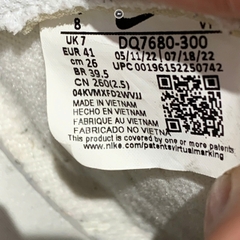 8 VT
UK 7 DQ7680-300
EUR 41 05/11/22 07/18/22
cm 26 UPC 00196152250742
BR 39.5
CN 260(2.5)
04KVMXFD2WVJJ
MADE IN VIETNAM
HECHO EN VIETNAM
FABRIQUE AU VIETNAM
FABRICADO NO VIETNAM
This product is covered by one or more patents
www.nike.com/patentsvirtualmarking